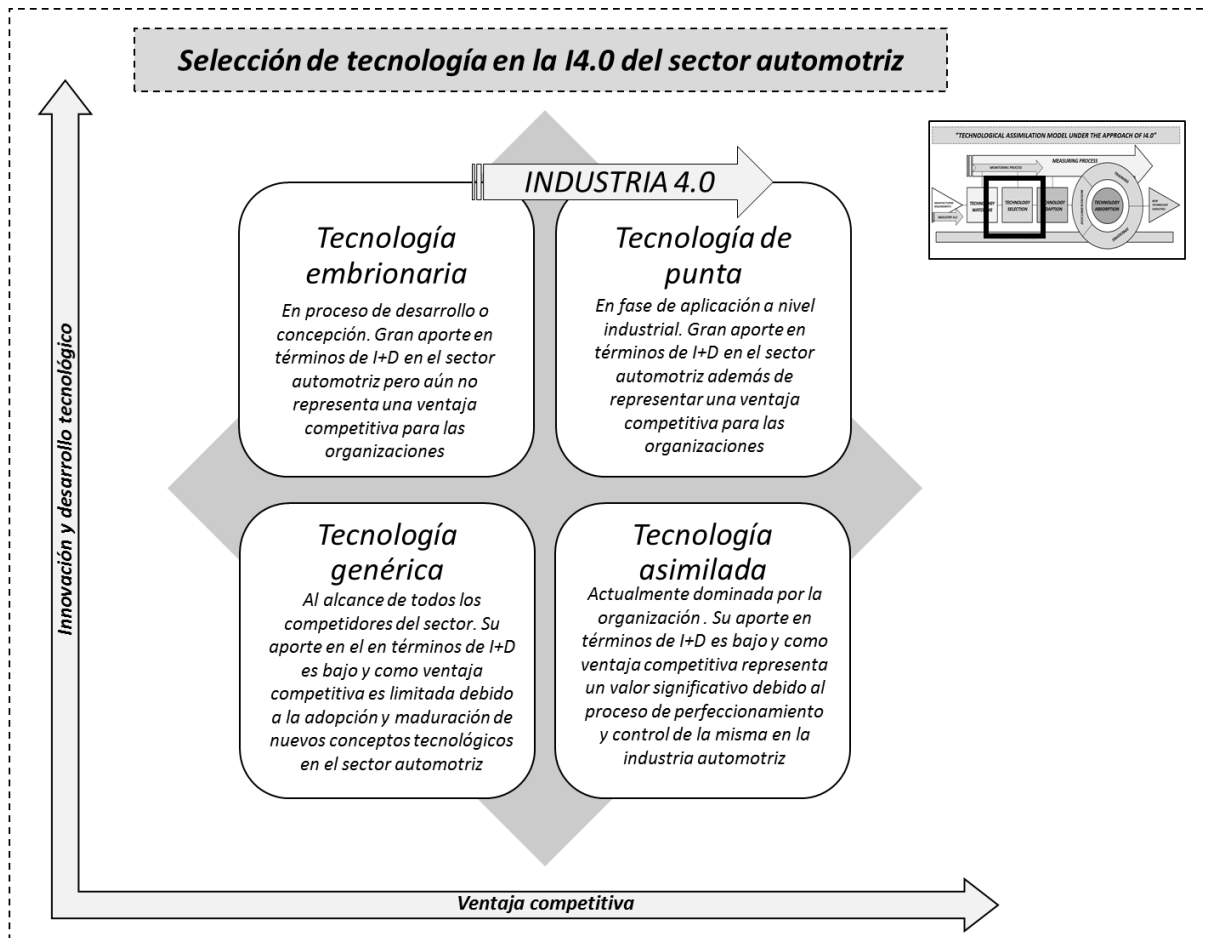 Selección de tecnología en la I4.0 del sector automotriz
"TECHNOLOGICAL ASSIMILATION MODEL UNDER THE APPROACH OF I4.0"
MEASURING PROCESS
MONITORING PROCESS
TECHNOLOGY
SELECTION
TECHNOLOGY
ABSORPTION
TRAINING
INDUSTRIA 4.0
Tecnología
embrionaria
En proceso de desarrollo o
concepción. Gran aporte en
términos de I+D en el sector
automotriz pero aún no
representa una ventaja
competitiva para las
organizaciones
Tecnología de
punta
En fase de aplicación a nivel
industrial. Gran aporte en
términos de I+D en el sector
automotriz además de
representar una ventaja
competitiva para las
organizaciones
Tecnología
genérica
Al alcance de todos los
competidores del sector. Su
aporte en el en términos de I+D
es bajo y como ventaja
competitiva es limitada debido
a la adopción y maduración de
nuevos conceptos tecnológicos
en el sector automotriz
Tecnología
asimilada
Actualmente dominada por la
organización . Su aporte en
términos de I+D es bajo y como
ventaja competitiva representa
un valor significativo debido al
proceso de perfeccionamiento
y control de la misma en la
industria automotriz
Innovación y desarrollo tecnológico
Ventaja competitiva